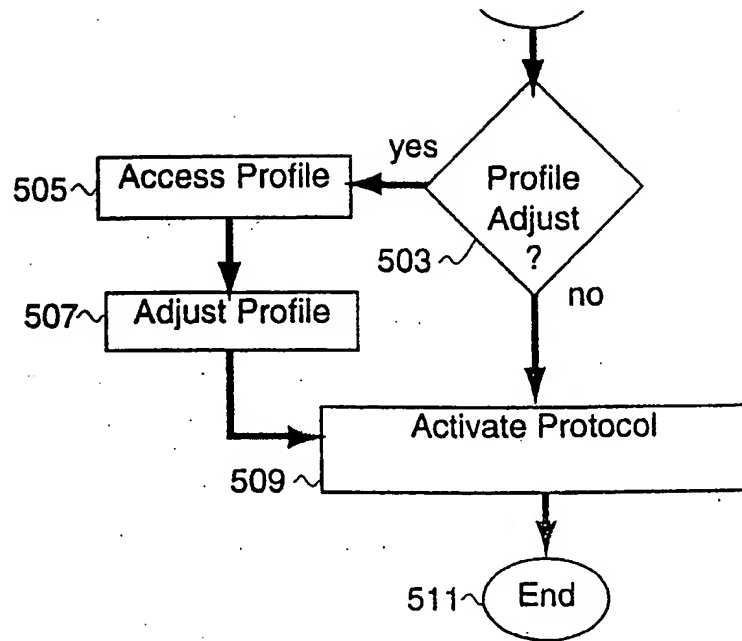 yes
505
Access Profile
Profile
Adjust
?
503
no
507
Adjust Profile
Activate Protocol
509
511
End